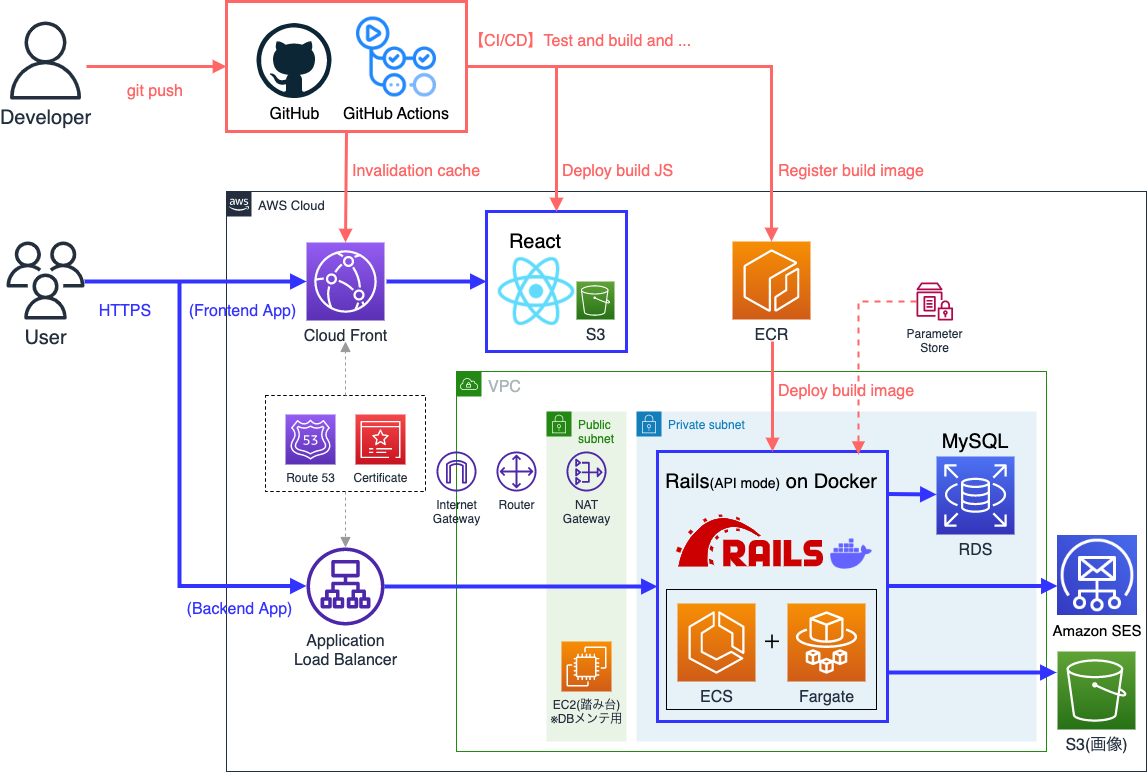 【CI/CD】Test and build and ...
git push
GitHub
GitHub Actions
Developer
Invalidation cache
Deploy build JS
Register build image
aws
AWS Cloud
React
HTTPS
(Frontend App)
User
Cloud Front
S3
ECR
Parameter
Store
VPC
Deploy build image
Public
subnet
Private subnet
53
Route 53
Certificate
Internet
Gateway
Router
NAT
Gateway
MySQL
Rails(API mode) on Docker
RAILS
RDS
(Backend App)
Application
Load Balancer
Amazon SES
EC2(踏み台)
※DBメンテ用
+
ECS
Fargate
S3(画像)